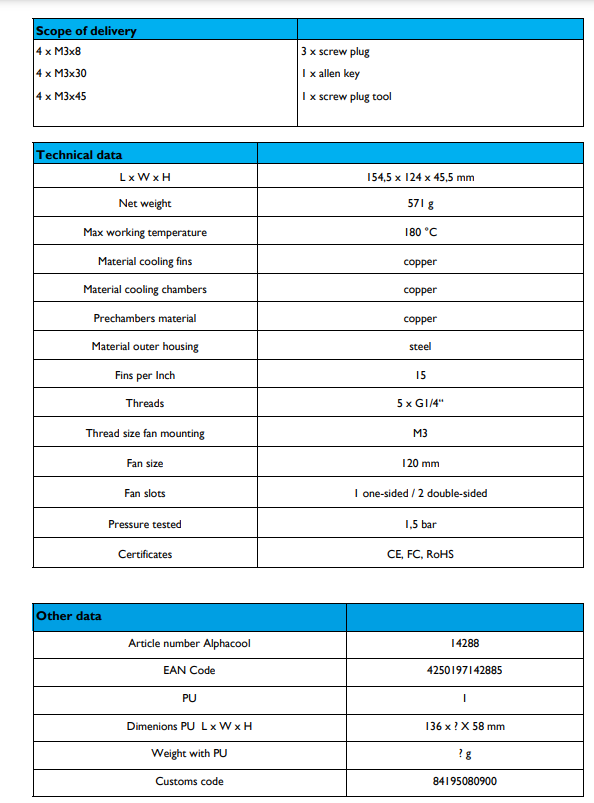 Scope of delivery
4 x M3x8 3 x screw plug
4 x M3x30 1 x allen key
4 x M3x45 1 x screw plug tool
Technical data
L x W x H 154,5 x 124 x 45,5 mm
Net weight 571 g
Max working temperature 180 °C
Material cooling fins copper
Material cooling chambers copper
Prechambers material copper
Material outer housing steel
Fins per Inch 15
Threads 5 x G1/4“
Thread size fan mounting M3
Fan size 120 mm
Fan slots 1 one-sided / 2 double-sided
Pressure tested 1,5 bar
Certificates CE, FC, RoHS
Other data
Article number Alphacool 14288
EAN Code 4250197142885
PU 1
Dimenions PU L x W x H 136 x ? X 58 mm
Weight with PU ? g
Customs code 84195080900